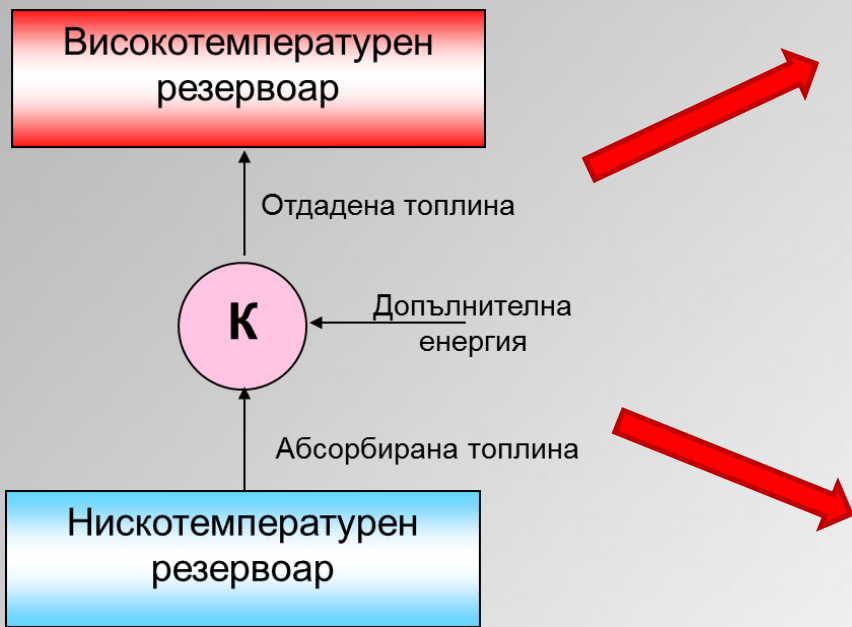 Високотемпературен
резервоар
Отдадена топлина
К
Допълнителна
енергия
Абсорбирана топлина
Нискотемпературен
резервоар